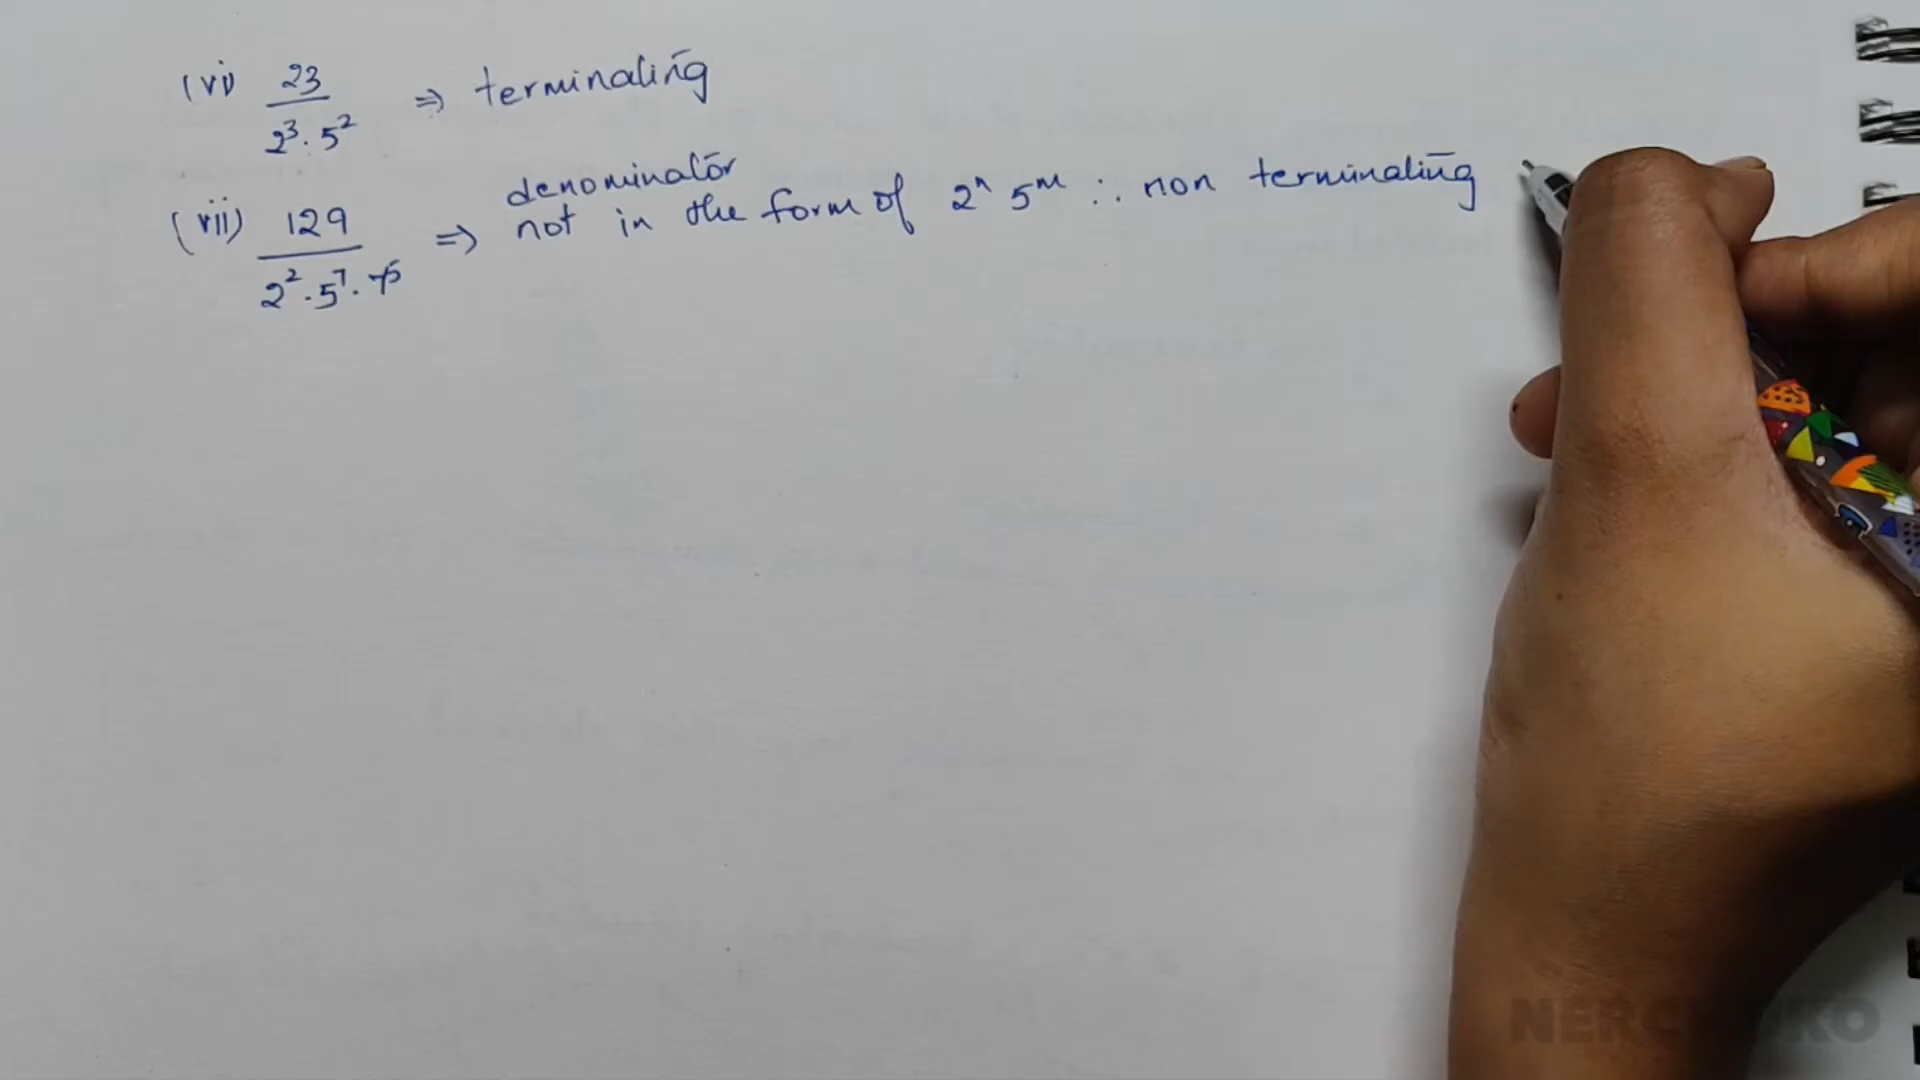 (vi) 23 / 2³·5² ⇒ terminating
denominator
(vii) 129 / 2²·5⁷·7⁵ ⇒ not in the form of 2ⁿ 5ᵐ ∴ non terminating
NERCHUKO